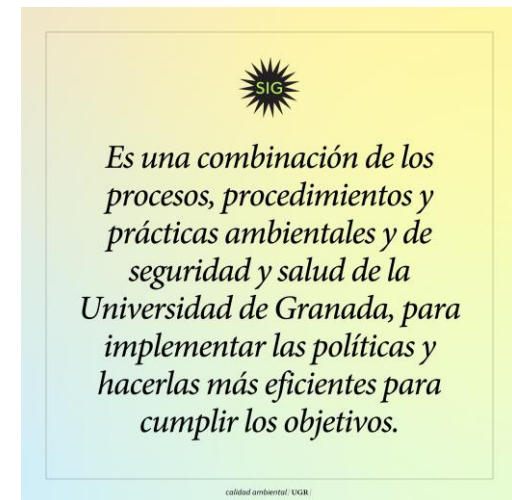 SIG
Es una combinación de los
procesos, procedimientos y
prácticas ambientales y de
seguridad y salud de la
Universidad de Granada, para
implementar las políticas y
hacerlas más eficientes para
cumplir los objetivos.
calidad ambiental | UGR |